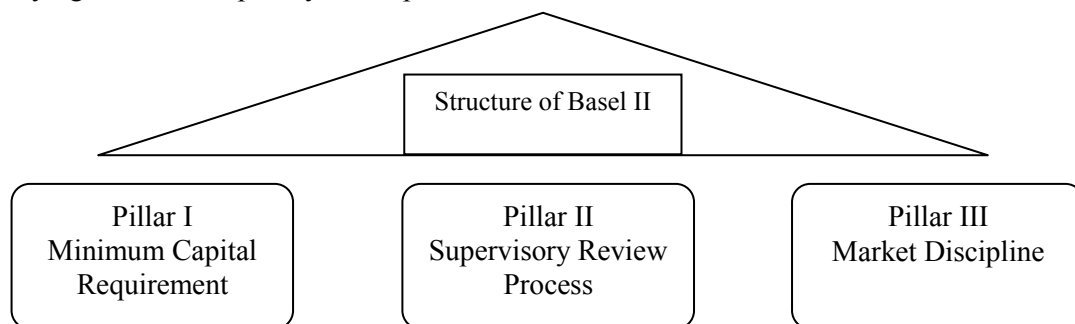 Structure of Basel II
Pillar I
Minimum Capital
Requirement
Pillar II
Supervisory Review
Process
Pillar III
Market Discipline